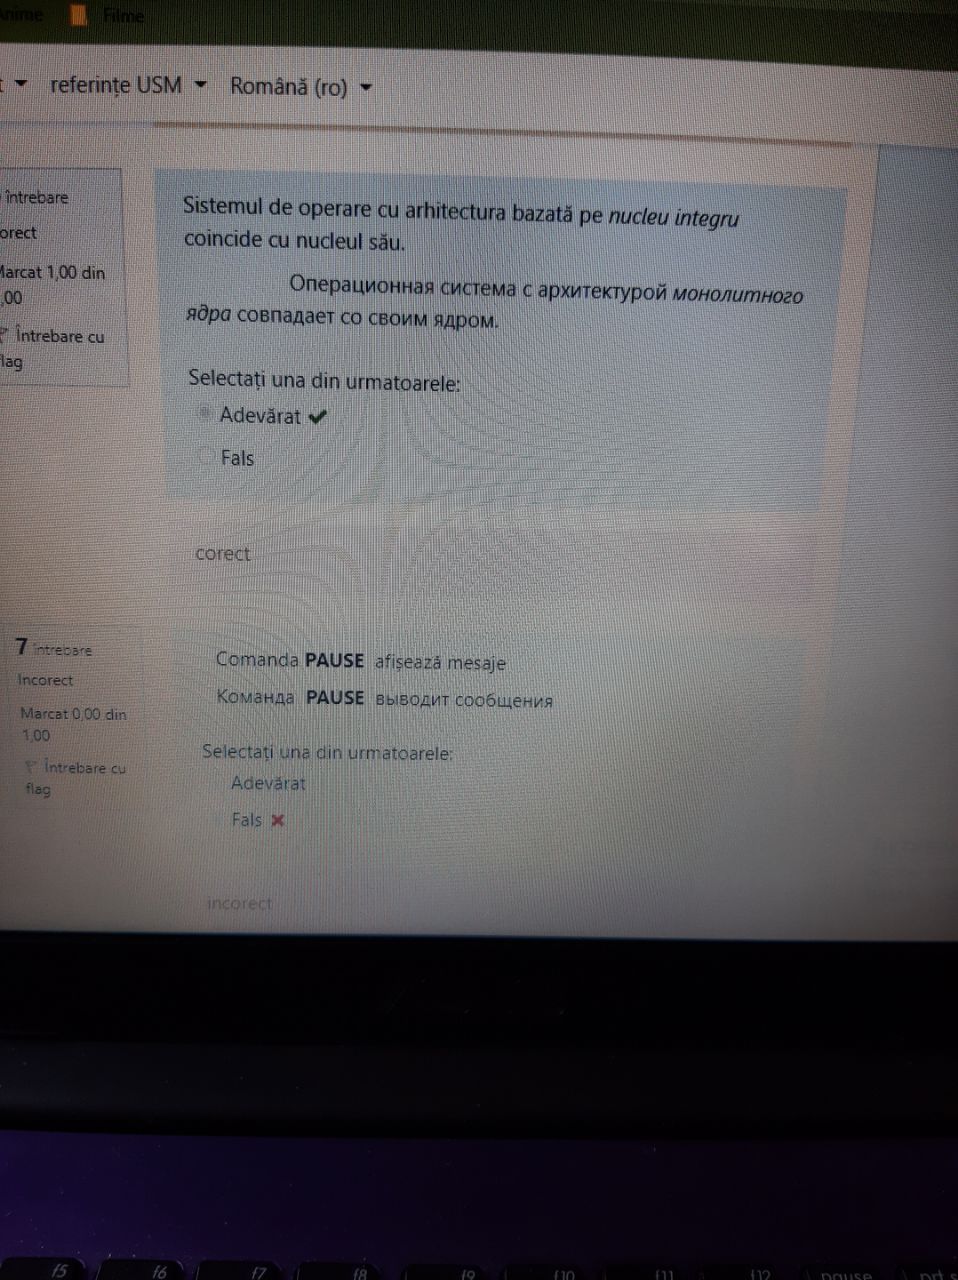 Anime Filme
referințe USM Română (ro)
întrebare
Sistemul de operare cu arhitectura bazată pe nucleu integru
coincide cu nucleul său.
Marcat 1,00 din
Операционная система с архитектурой монолитного
ядра совпадает со своим ядром.
Întrebare cu
flag
Selectați una din urmatoarele:
Adevărat
Fals
corect
7 întrebare
Incorect
Marcat 0,00 din
1,00
Întrebare cu
flag
Comanda PAUSE afișează mesaje
Команда PAUSE выводит сообщения
Selectați una din urmatoarele:
Adevărat
Fals
incorect
f5 f6 f7 f8 f9 f10 f11 f12 pause